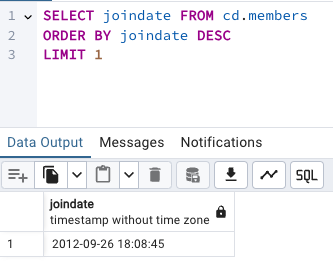 1 SELECT joindate FROM cd.members
2 ORDER BY joindate DESC
3 LIMIT 1
Data Output Messages Notifications
SQL
joindate
timestamp without time zone
1 2012-09-26 18:08:45